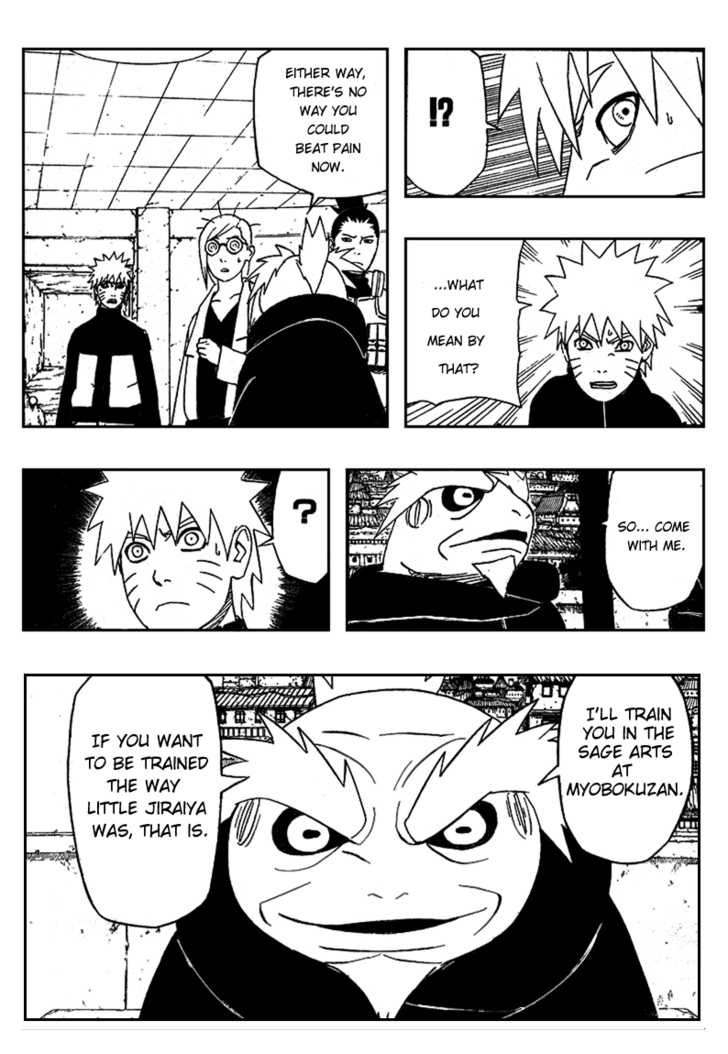 !?
...WHAT
DO YOU
MEAN BY
THAT?
EITHER WAY,
THERE'S NO
WAY YOU
COULD
BEAT PAIN
NOW.
SO... COME
WITH ME.
?
I'LL TRAIN
YOU IN THE
SAGE ARTS
AT
MYOBOKUZAN.
IF YOU WANT
TO BE TRAINED
THE WAY
LITTLE JIRAIYA
WAS, THAT IS.